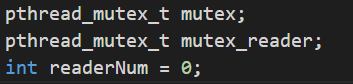 pthread_mutex_t mutex;
pthread_mutex_t mutex_reader;
int readerNum = 0;